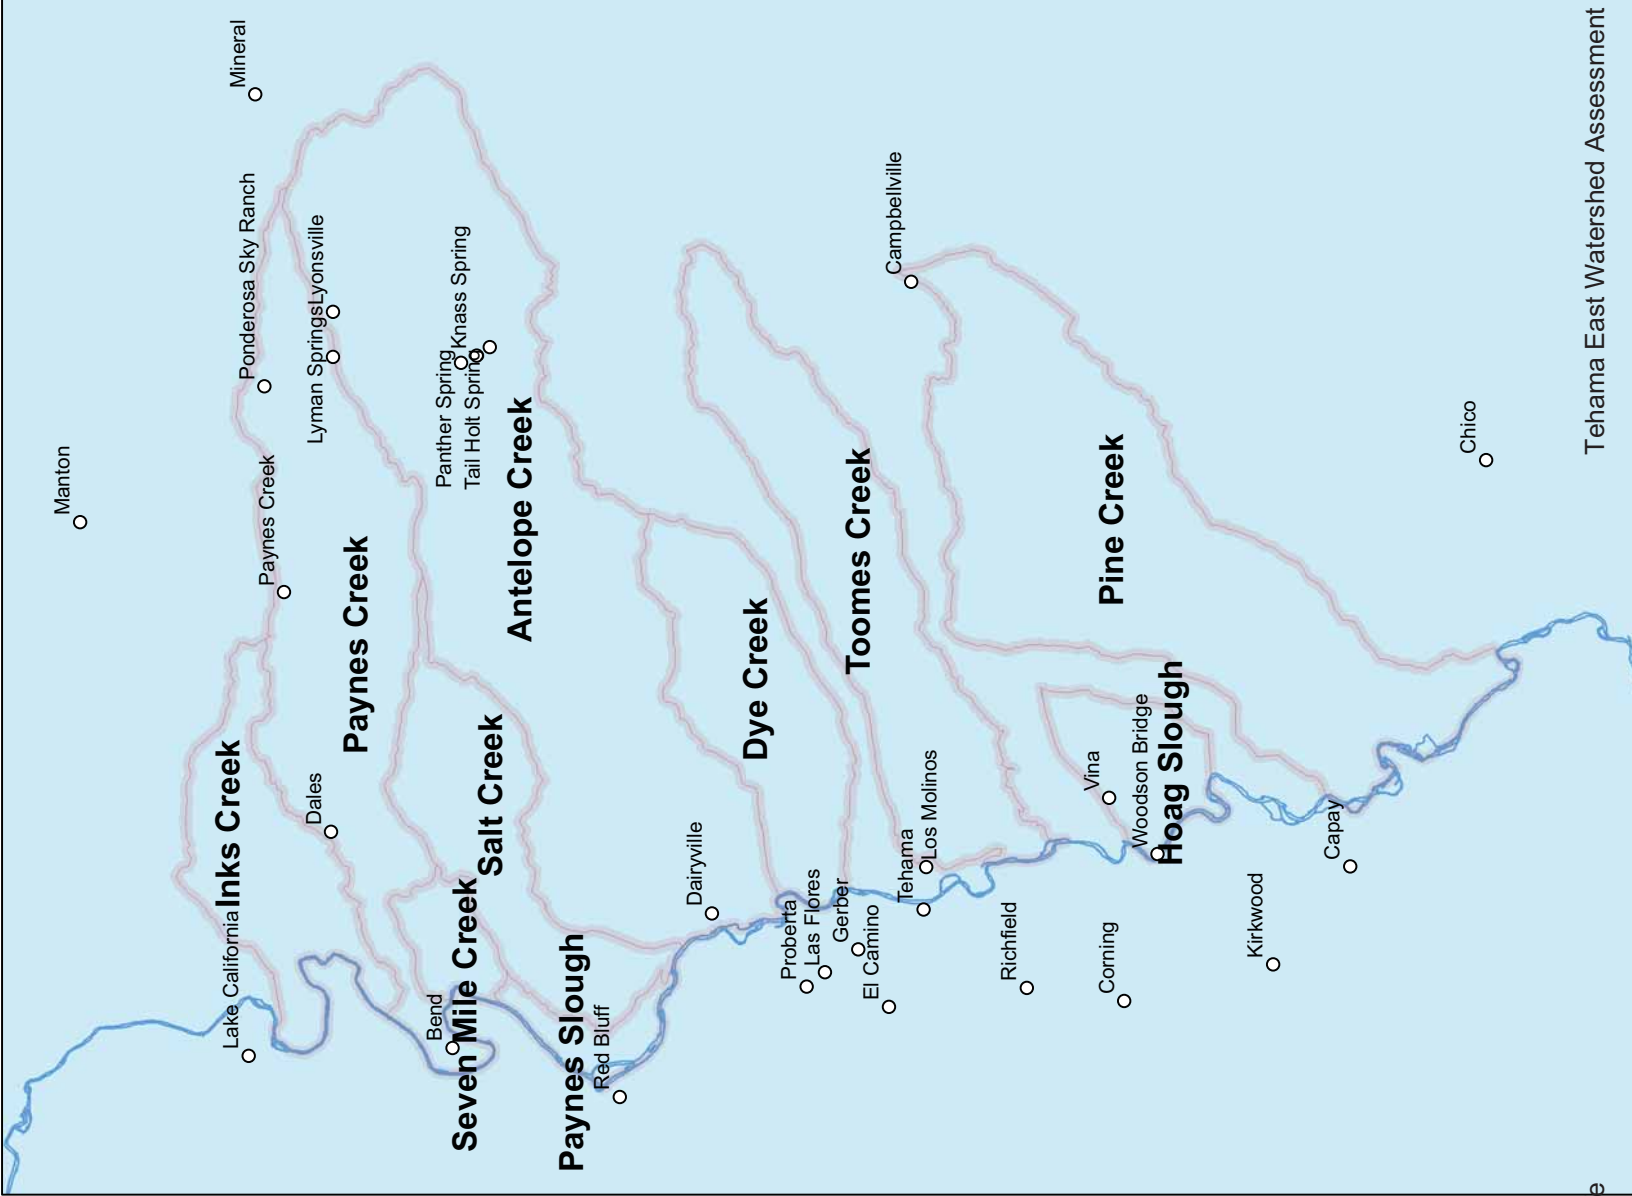 Manton
Mineral
Ponderosa Sky Ranch
Paynes Creek
Lyonsville
Lyman Springs
Inks Creek
Lake California
Dales
Paynes Creek
Knass Spring
Panther Spring
Tail Holt Spring
Antelope Creek
Salt Creek
Bend
Seven Mile Creek
Paynes Slough
Red Bluff
Dairyville
Dye Creek
Proberta
Las Flores
Gerber
El Camino
Toomes Creek
Campbellville
Tehama
Los Molinos
Richfield
Corning
Pine Creek
Vina
Woodson Bridge
Hoag Slough
Kirkwood
Capay
Chico
Tehama East Watershed Assessment
e